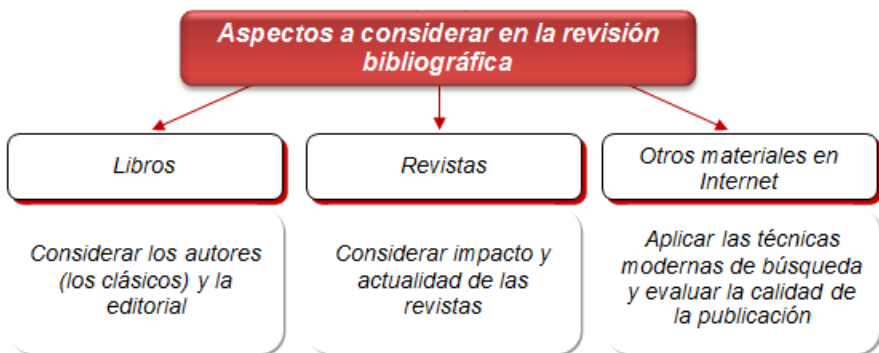 Aspectos a considerar en la revisión
bibliográfica
Libros
Revistas
Otros materiales en
Internet
Considerar los autores
(los clásicos) y la
editorial
Considerar impacto y
actualidad de las
revistas
Aplicar las técnicas
modernas de búsqueda
y evaluar la calidad de
la publicación